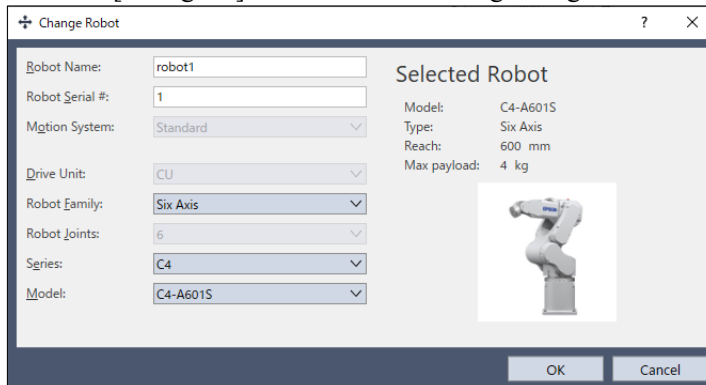 Change Robot
? ×
Robot Name: robot1
Robot Serial #: 1
Motion System: Standard
Drive Unit: CU
Robot Family: Six Axis
Robot Joints: 6
Series: C4
Model: C4-A601S
Selected Robot
Model: C4-A601S
Type: Six Axis
Reach: 600 mm
Max payload: 4 kg
EPSON
OK Cancel